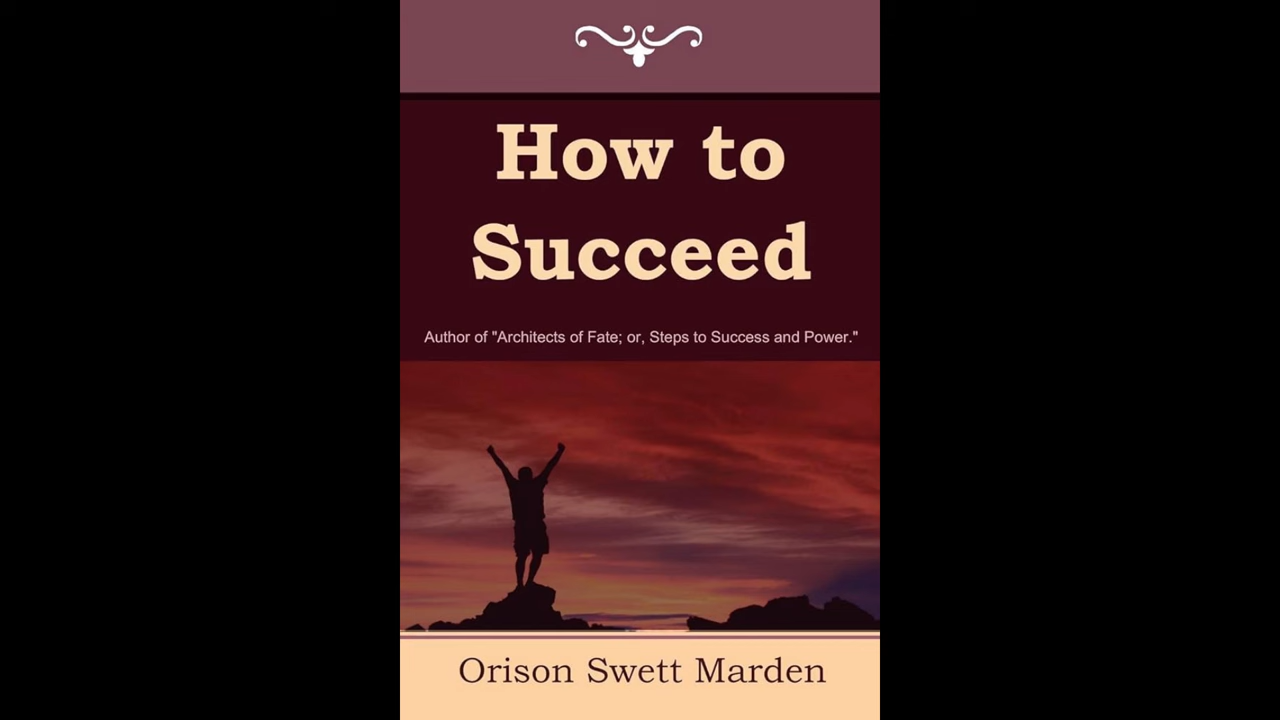 How to
Succeed
Author of "Architects of Fate; or, Steps to Success and Power."
Orison Swett Marden